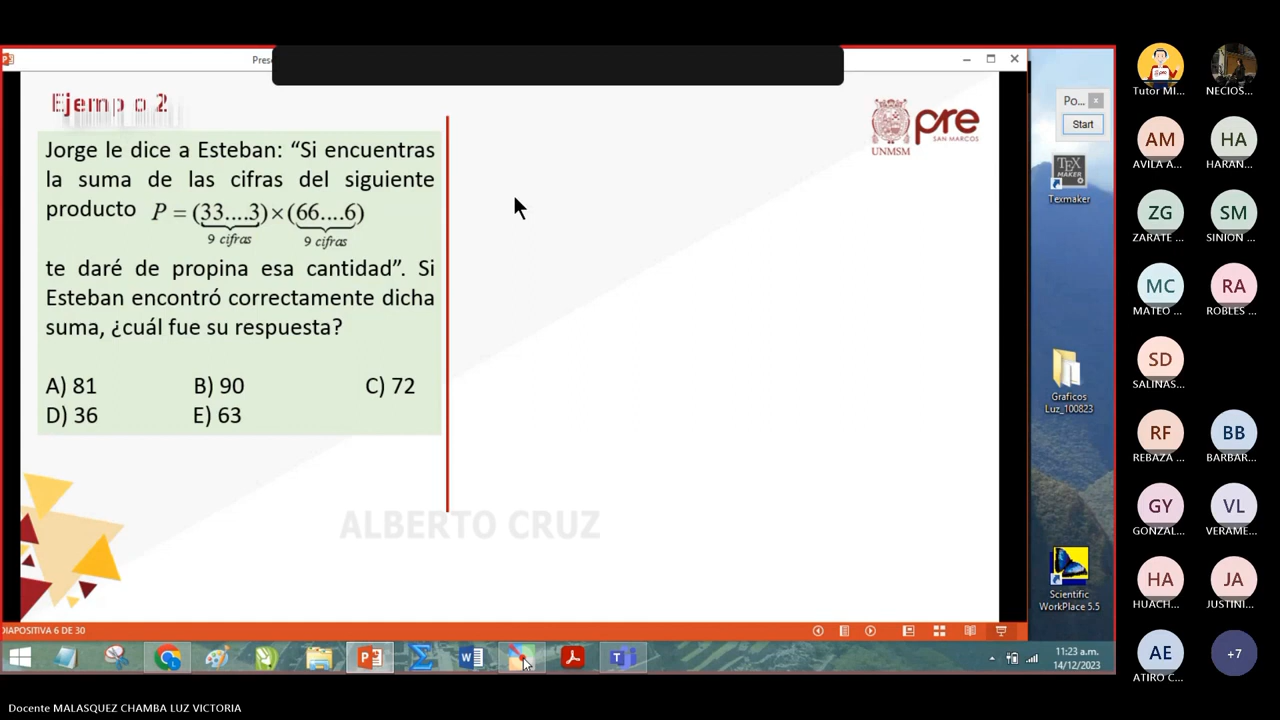 Pres
Ejemp o 2
UNMSM
pre
SAN MARCOS
Jorge le dice a Esteban: “Si encuentras
la suma de las cifras del siguiente
producto P = (33....3)×(66....6)
9 cifras 9 cifras
te daré de propina esa cantidad”. Si
Esteban encontró correctamente dicha
suma, ¿cuál fue su respuesta?
A) 81 B) 90 C) 72
D) 36 E) 63
ALBERTO CRUZ
DIAPOSITIVA 6 DE 30
Po... x
Start
TEX
MAKER
Texmaker
Graficos
Luz_100823
Scientific
WorkPlace 5.5
11:23 a.m.
14/12/2023
Tutor MI...
NECIOS...
AM
AVILA A...
HA
HARAN...
ZG
ZARATE ...
SM
SINION ...
MC
MATEO ...
RA
ROBLES ...
SD
SALINAS...
RF
REBAZA ...
BB
BARBAR...
GY
GONZAL...
VL
VERAME...
HA
HUACH...
JA
JUSTINI...
AE
ATIRO C...
+7
Docente MALASQUEZ CHAMBA LUZ VICTORIA